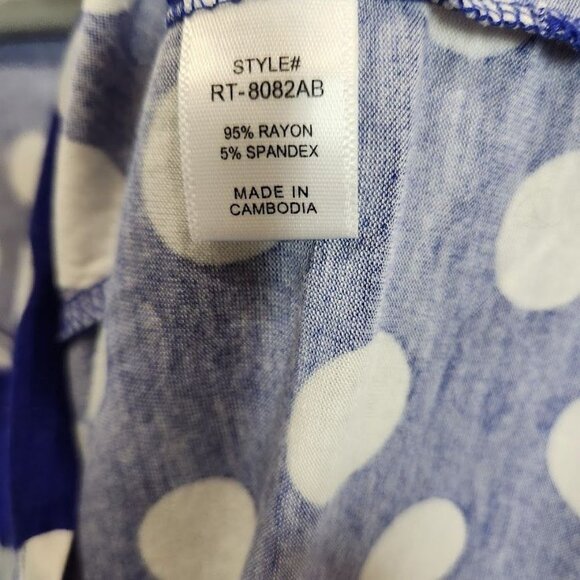 STYLE#
RT-8082AB
95% RAYON
5% SPANDEX
MADE IN
CAMBODIA